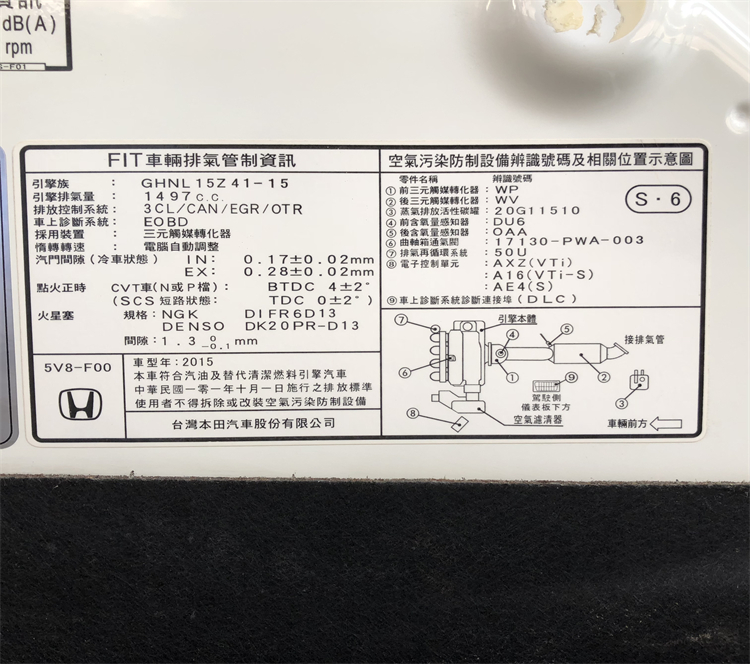 dB(A)
rpm
-F01
FIT車輛排氣管制資訊
引擎族 : GHNL15Z41-15
引擎排氣量 : 1497c.c.
排放控制系統 : 3CL/CAN/EGR/OTR
車上診斷系統 : EOBD
採用裝置 : 三元觸媒轉化器
惰轉轉速 : 電腦自動調整
汽門間隙(冷車狀態) IN: 0.17±0.02mm
EX: 0.28±0.02mm
點火正時 CVT車(N或P檔): BTDC 4±2°
(SCS短路狀態: TDC 0±2°)
火星塞 規格: NGK DIFR6D13
DENSO DK20PR-D13
間隙: 1.3 0/-0.1 mm
5V8-F00
車型年: 2015
本車符合汽油及替代清潔燃料引擎汽車
中華民國一〇一年十月一日施行之排放標準
使用者不得拆除或改裝空氣污染防制設備
台灣本田汽車股份有限公司
空氣污染防制設備辨識號碼及相關位置示意圖
零件名稱 辨識號碼
①前三元觸媒轉化器: WP
②後三元觸媒轉化器: WV
③蒸氣排放活性碳罐: 20G11510
④前含氧量感知器: DU6
⑤後含氧量感知器: OAA
⑥曲軸箱通氣閥: 17130-PWA-003
⑦排氣再循環系統: 50U
⑧電子控制單元: AXZ(VTi)
A16(VTi-S)
AE4(S)
⑨車上診斷系統診斷連接埠(DLC)
S·6
⑦ 引擎本體
④ ⑤ 接排氣管
⑥ ① ⑨ ② ③
駕駛側
儀表板下方
⑧ 空氣濾清器 車輛前方